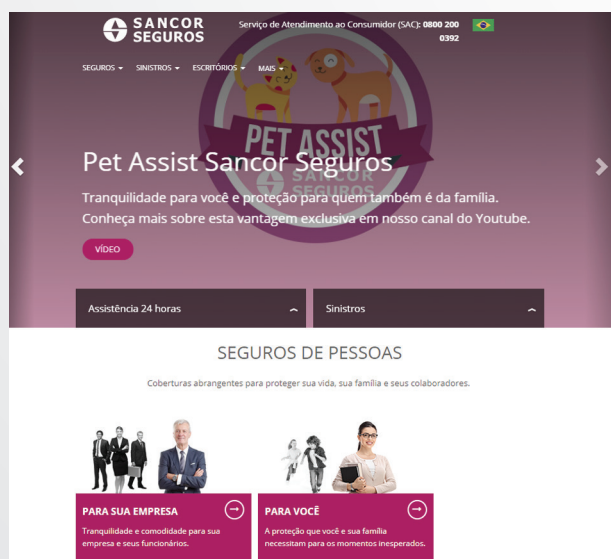 SANCOR
SEGUROS
Serviço de Atendimento ao Consumidor (SAC): 0800 200
0392
SEGUROS
SINISTROS
ESCRITÓRIOS
MAIS
PET ASSIST
SANCOR
SEGUROS
Pet Assist Sancor Seguros
Tranquilidade para você e proteção para quem também é da família.
Conheça mais sobre esta vantagem exclusiva em nosso canal do Youtube.
VÍDEO
Assistência 24 horas
Sinistros
SEGUROS DE PESSOAS
Coberturas abrangentes para proteger sua vida, sua família e seus colaboradores.
PARA SUA EMPRESA
Tranquilidade e comodidade para sua
empresa e seus funcionários.
PARA VOCÊ
A proteção que você e sua família
necessitam para os momentos inesperados.